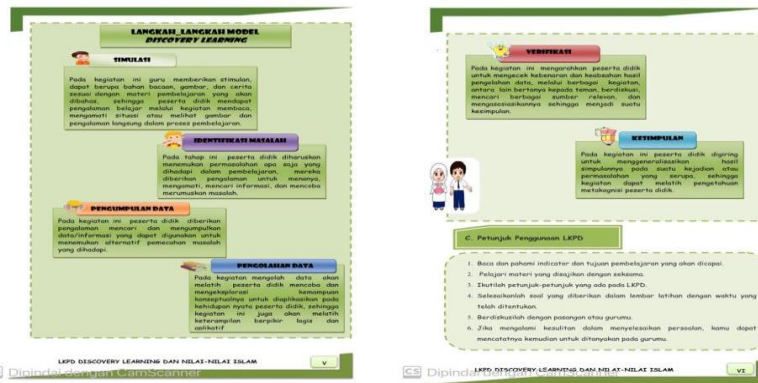 LANGKAH_LANGKAH MODEL
DISCOVERY LEARNING
SIMULASI
Pada kegiatan ini guru memberikan stimulan,
dapat berupa bahan bacaan, gambar, dan cerita
sesuai dengan materi pembelajaran yang akan
dibahas, sehingga peserta didik mendapat
pengalaman belajar melalui kegiatan membaca,
mengamati situasi atau melihat gambar dan
pengalaman langsung dalam proses pembelajaran.
IDENTIFIKASI MASALAH
Pada tahap ini peserta didik diharuskan
menemukan permasalahan apa saja yang
dihadapi dalam pembelajaran, mereka
diberikan pengalaman untuk menanya,
mengamati, mencari informasi, dan mencoba
merumuskan masalah.
PENGUMPULAN DATA
Pada kegiatan ini peserta didik diberikan
pengalaman mencari dan mengumpulkan
data/informasi yang dapat digunakan untuk
menemukan alternatif pemecahan masalah
yang dihadapi.
PENGOLAHAN DATA
Pada kegiatan mengolah data akan
melatih peserta didik mencoba dan
mengeksplorasi kemampuan
konseptualnya untuk diaplikasikan pada
kehidupan nyata peserta didik, sehingga
kegiatan ini juga akan melatih
keterampilan berpikir logis dan
aplikatif
LKPD DISCOVERY LEARNING DAN NILAI-NILAI ISLAM
V
Dipindai dengan CamScanner
VERIFIKASI
Pada kegiatan ini mengarahkan peserta didik
untuk mengecek kebenaran dan keabsahan hasil
pengolahan data, melalui berbagai kegiatan,
antara lain bertanya kepada teman, berdiskusi,
mencari berbagai sumber relevan, dan
mengasosiasikannya sehingga menjadi suatu
kesimpulan.
KESIMPULAN
Pada kegiatan ini peserta didik digiring
untuk menggeneralisasikan hasil
simpulannya pada suatu kejadian atau
permasalahan yang serupa, sehingga
kegiatan dapat melatih pengetahuan
metakognisi peserta didik
C. Petunjuk Penggunaan LKPD
1. Baca dan pahami indicator dan tujuan pembelajaran yang akan dicapai.
2. Pelajari materi yang disajikan dengan seksama.
3. Ikutilah petunjuk-petunjuk yang ada pada LKPD.
4. Selesaikanlah soal yang diberikan dalam lembar latihan dengan waktu yang
telah ditentukan.
5. Berdiskusilah dengan pasangan atau gurumu.
6. Jika mengalami kesulitan dalam menyelesaikan persoalan, kamu dapat
mencatatnya kemudian untuk ditanyakan pada gurumu.
LKPD DISCOVERY LEARNING DAN NILAI-NILAI ISLAM
VI
CS Dipindai dengan CamScanner